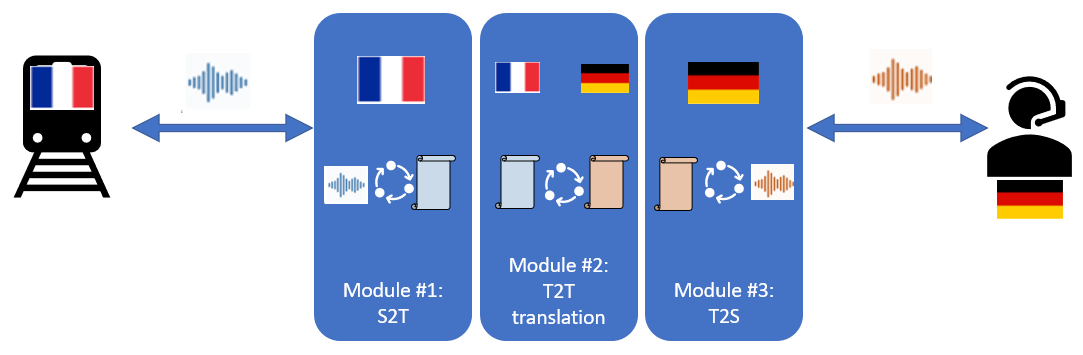 Module #1:
S2T
Module #2:
T2T
translation
Module #3:
T2S